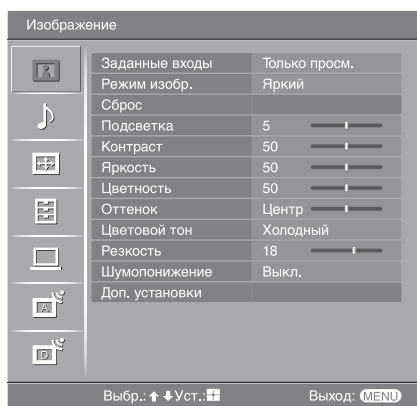 Изображение
Заданные входы Только просм.
Режим изобр. Яркий
Сброс
Подсветка 5
Контраст 50
Яркость 50
Цветность 50
Оттенок Центр
Цветовой тон Холодный
Резкость 18
Шумопонижение Выкл.
Доп. установки
A
D
Выбр.: Уст.: Выход: MENU